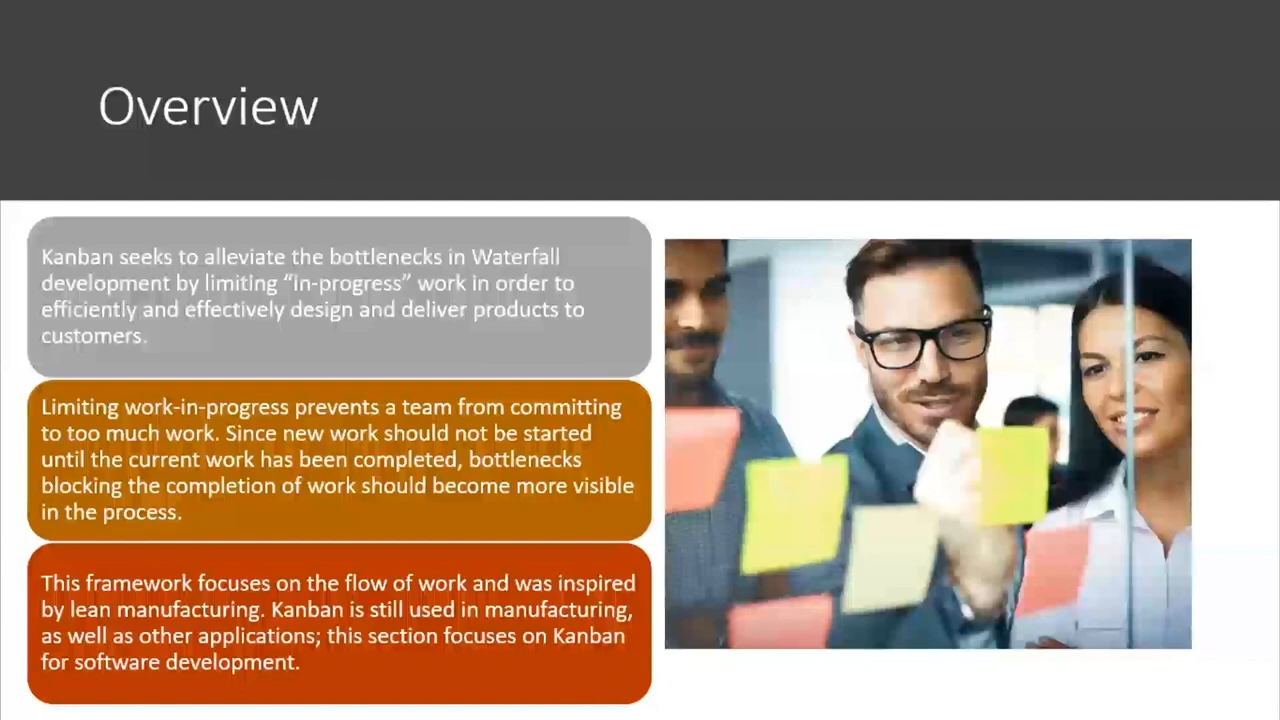 Overview
Kanban seeks to alleviate the bottlenecks in Waterfall
development by limiting “In-progress” work in order to
efficiently and effectively design and deliver products to
customers.
Limiting work-in-progress prevents a team from committing
to too much work. Since new work should not be started
until the current work has been completed, bottlenecks
blocking the completion of work should become more visible
in the process.
This framework focuses on the flow of work and was inspired
by lean manufacturing. Kanban is still used in manufacturing,
as well as other applications; this section focuses on Kanban
for software development.